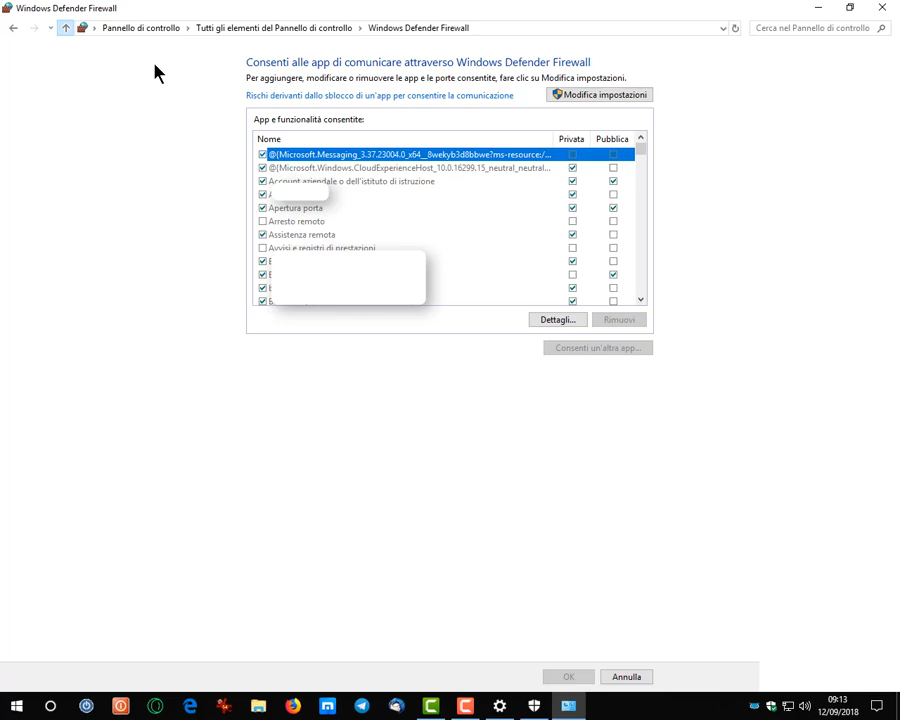 Windows Defender Firewall
Pannello di controllo › Tutti gli elementi del Pannello di controllo › Windows Defender Firewall
Cerca nel Pannello di controllo
Consenti alle app di comunicare attraverso Windows Defender Firewall
Per aggiungere, modificare o rimuovere le app e le porte consentite, fare clic su Modifica impostazioni.
Rischi derivanti dallo sblocco di un'app per consentire la comunicazione
Modifica impostazioni
App e funzionalità consentite:
Nome Privata Pubblica
@{Microsoft.Messaging_3.37.23004.0_x64__8wekyb3d8bbwe?ms-resource:/...
@{Microsoft.Windows.CloudExperienceHost_10.0.16299.15_neutral_neutral...
Account aziendale o dell'istituto di istruzione
Apertura porta
Arresto remoto
Assistenza remota
Avvisi e registri di prestazioni
Dettagli... Rimuovi
Consenti un'altra app...
OK Annulla
09:13
12/09/2018